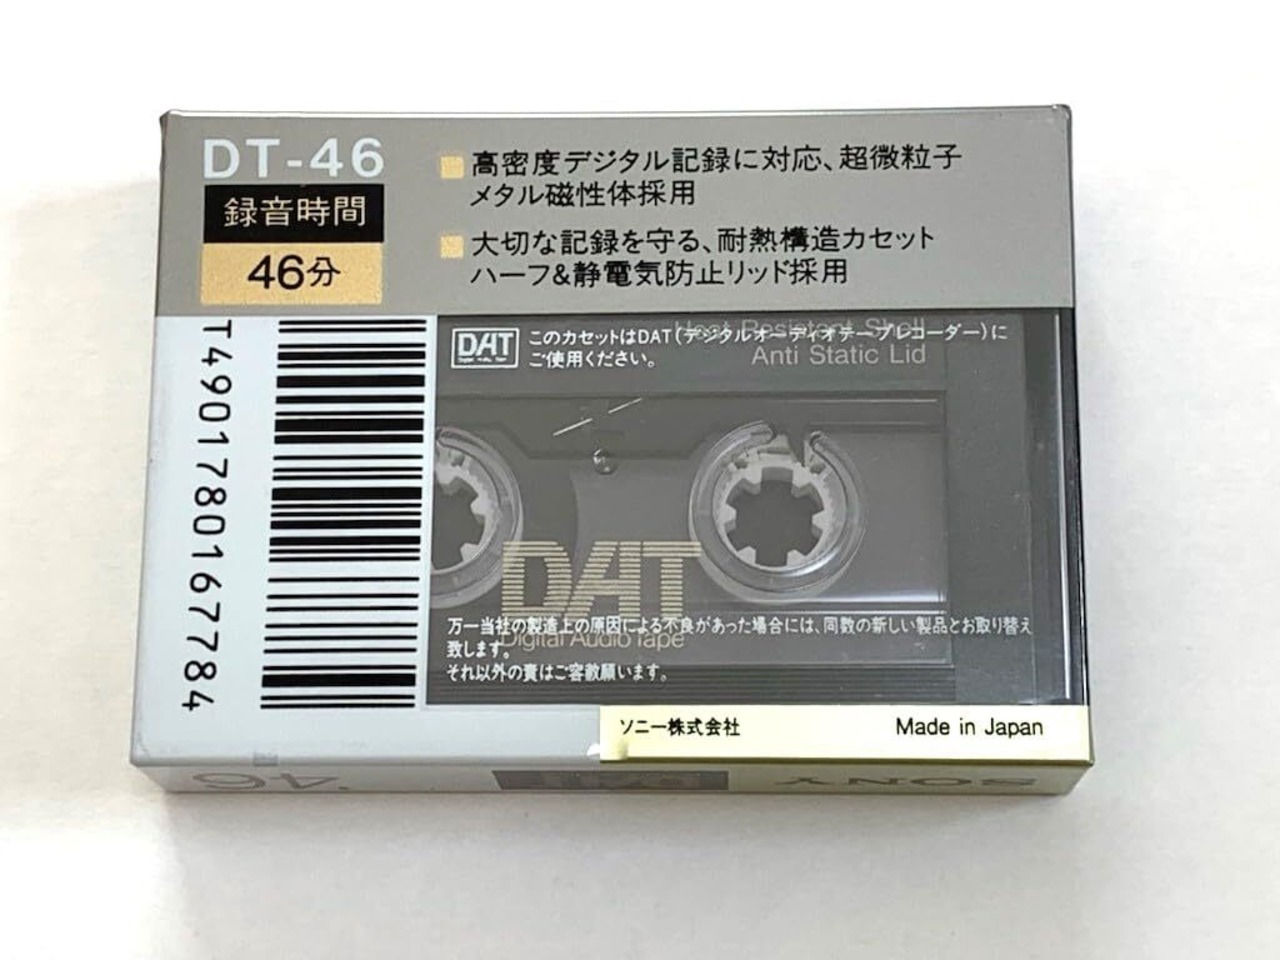 DT-46
録音時間
46分
高密度デジタル記録に対応、超微粒子
メタル磁性体採用
大切な記録を守る、耐熱構造カセット
ハーフ&静電気防止リッド採用
T4901780167784
DAT
このカセットはDAT(デジタルオーディオテープレコーダー)に
ご使用ください。
Heat Resistant Shell
Anti Static Lid
DAT
Digital Audio Tape
万一当社の製造上の原因による不良があった場合には、同数の新しい製品とお取り替え
致します。
それ以外の責はご容赦願います。
ソニー株式会社
Made in Japan
46
SONY